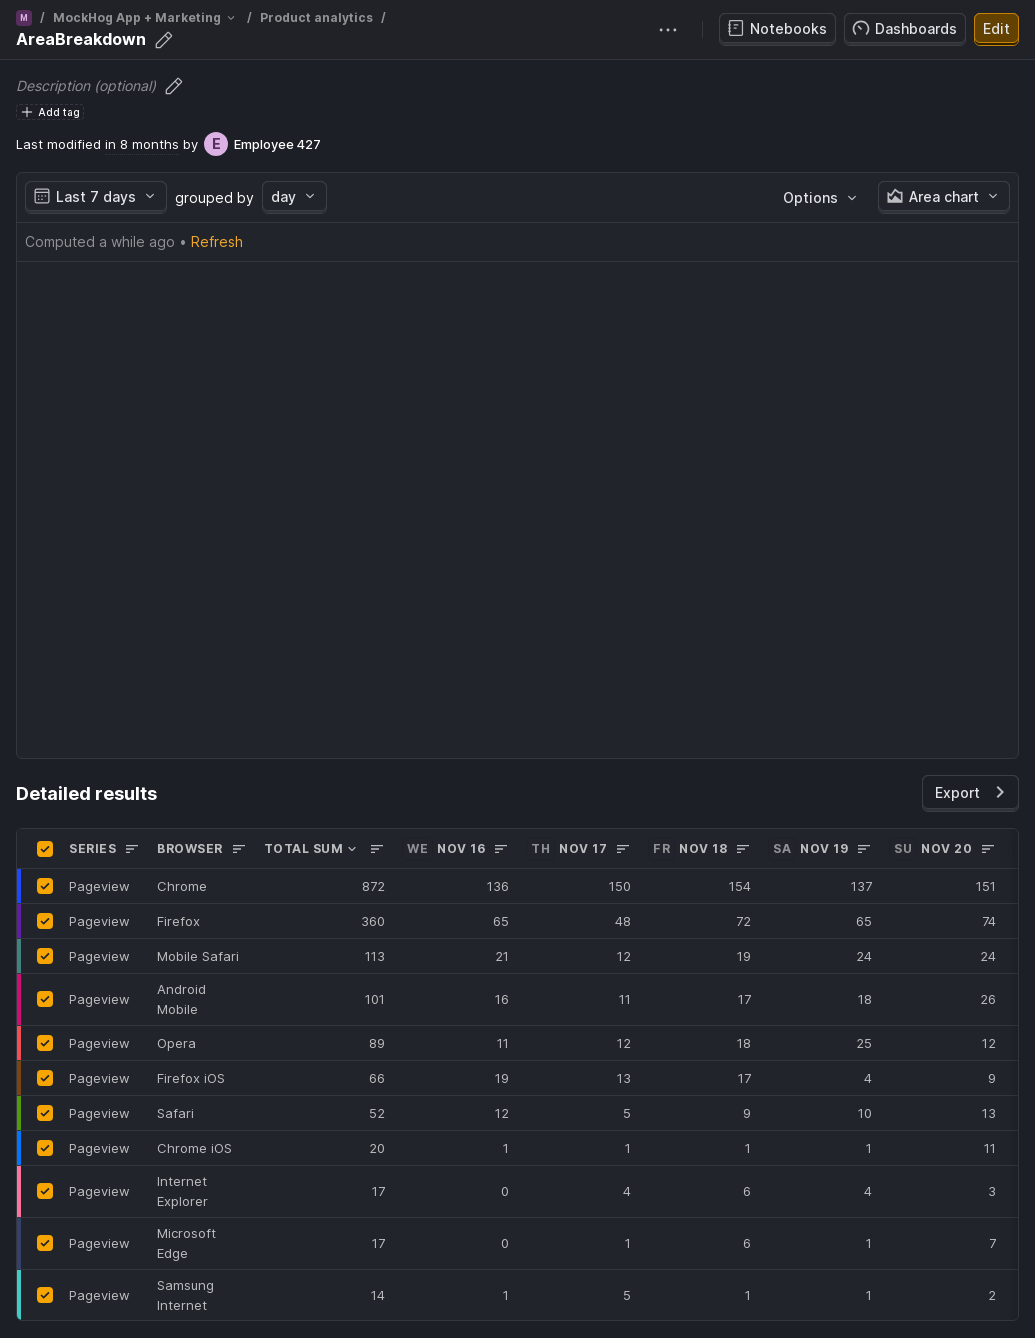 M / MockHog App + Marketing / Product analytics /
AreaBreakdown
Notebooks Dashboards Edit
Description (optional)
Add tag
Last modified in 8 months by E Employee 427
Last 7 days grouped by day Options Area chart
Computed a while ago • Refresh
Detailed results Export
SERIES BROWSER TOTAL SUM WE NOV 16 TH NOV 17 FR NOV 18 SA NOV 19 SU NOV 20
Pageview Chrome 872 136 150 154 137 151
Pageview Firefox 360 65 48 72 65 74
Pageview Mobile Safari 113 21 12 19 24 24
Pageview Android Mobile 101 16 11 17 18 26
Pageview Opera 89 11 12 18 25 12
Pageview Firefox iOS 66 19 13 17 4 9
Pageview Safari 52 12 5 9 10 13
Pageview Chrome iOS 20 1 1 1 1 11
Pageview Internet Explorer 17 0 4 6 4 3
Pageview Microsoft Edge 17 0 1 6 1 7
Pageview Samsung Internet 14 1 5 1 1 2